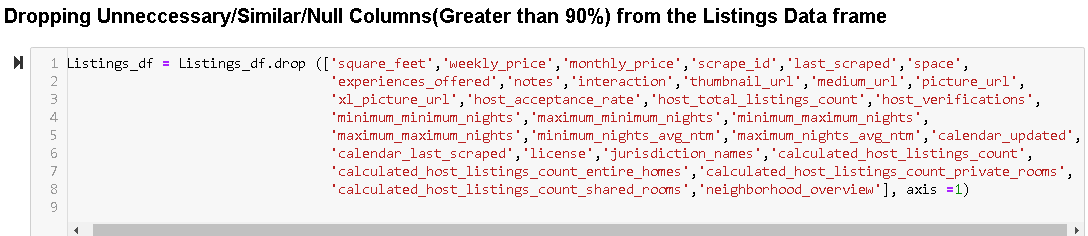 Dropping Unneccessary/Similar/Null Columns(Greater than 90%) from the Listings Data frame
1 Listings_df = Listings_df.drop (['square_feet','weekly_price','monthly_price','scrape_id','last_scraped','space',
2 'experiences_offered','notes','interaction','thumbnail_url','medium_url','picture_url',
3 'xl_picture_url','host_acceptance_rate','host_total_listings_count','host_verifications',
4 'minimum_minimum_nights','maximum_minimum_nights','minimum_maximum_nights',
5 'maximum_maximum_nights','minimum_nights_avg_ntm','maximum_nights_avg_ntm','calendar_updated',
6 'calendar_last_scraped','license','jurisdiction_names','calculated_host_listings_count',
7 'calculated_host_listings_count_entire_homes','calculated_host_listings_count_private_rooms',
8 'calculated_host_listings_count_shared_rooms','neighborhood_overview'], axis =1)
9